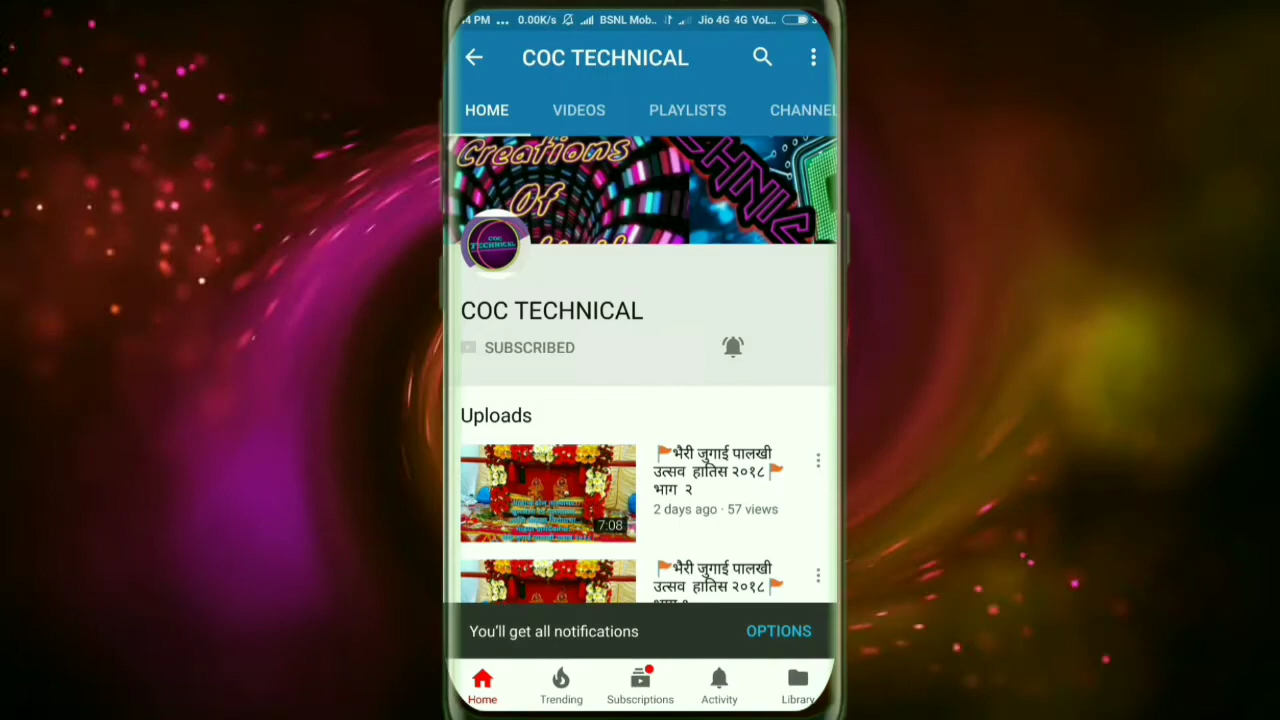 4 PM ... 0.00K/s BSNL Mob.. Jio 4G 4G VoL..
COC TECHNICAL
HOME VIDEOS PLAYLISTS CHANNEL
Creations
Of
COC
TECHNICAL
COC TECHNICAL
SUBSCRIBED
Uploads
🚩भैरी जुगाई पालखी
उत्सव हातिस २०१८🚩
भाग २
2 days ago · 57 views
7:08
🚩भैरी जुगाई पालखी
उत्सव हातिस २०१८🚩
You'll get all notifications OPTIONS
Home Trending Subscriptions Activity Library